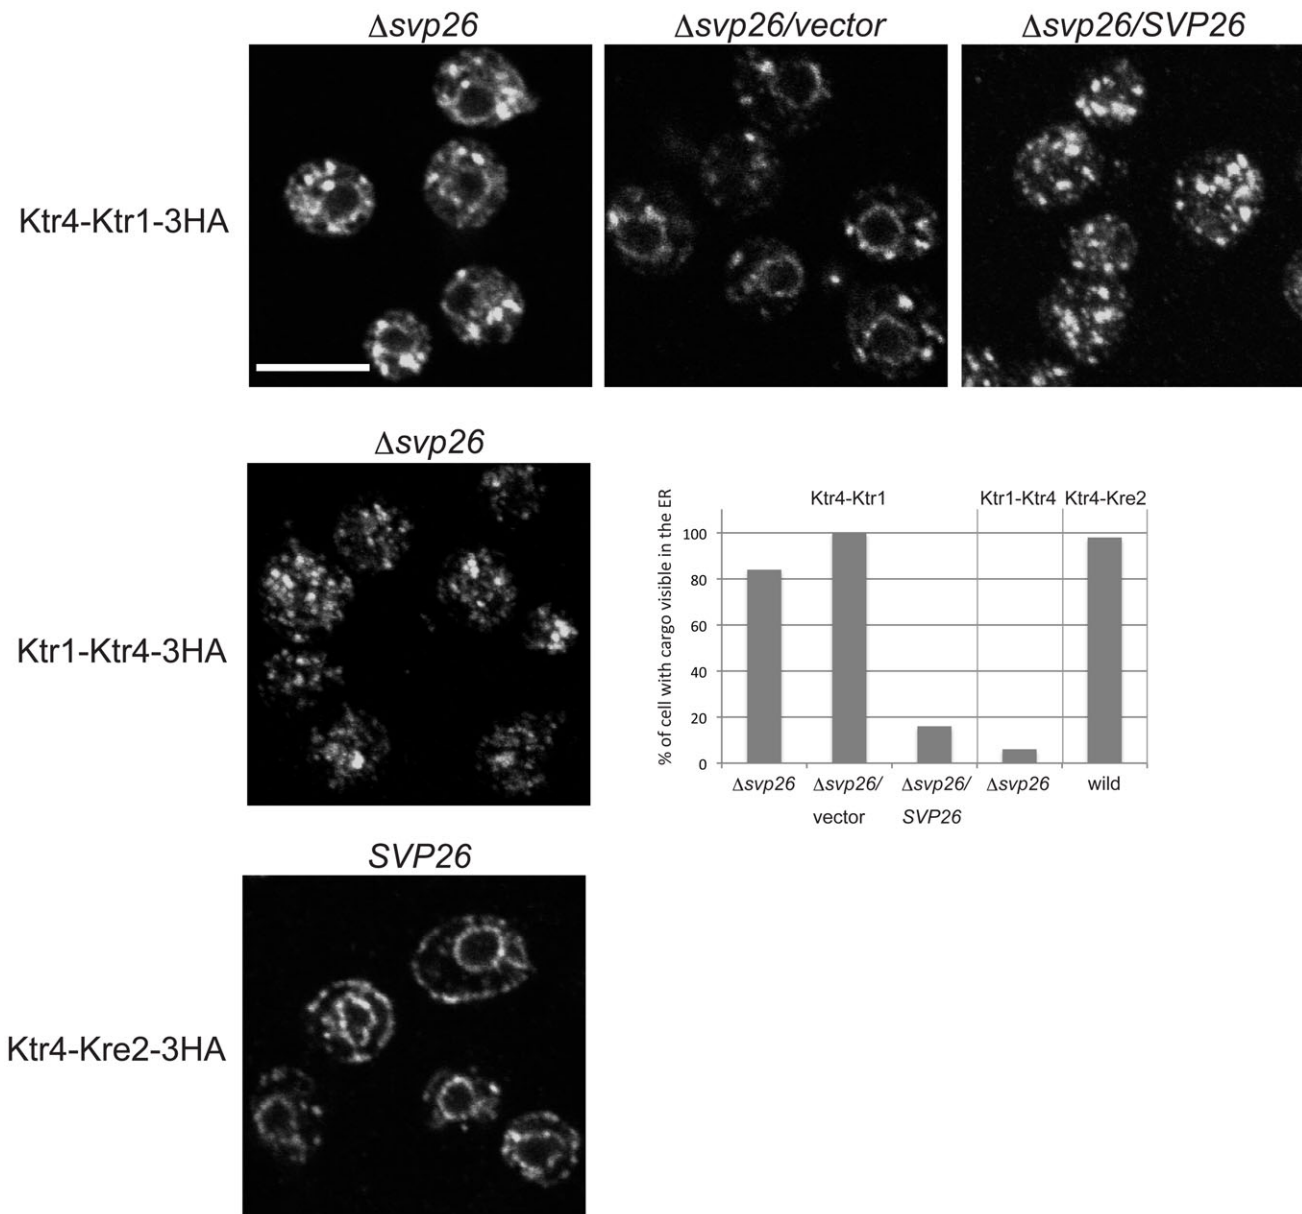 Δsvp26
Δsvp26/vector
Δsvp26/SVP26
Ktr4-Ktr1-3HA
Δsvp26
Ktr1-Ktr4-3HA
% of cell with cargo visible in the ER
Ktr4-Ktr1
Ktr1-Ktr4
Ktr4-Kre2
100
80
60
40
20
0
Δsvp26
Δsvp26/
vector
Δsvp26/
SVP26
Δsvp26
wild
SVP26
Ktr4-Kre2-3HA